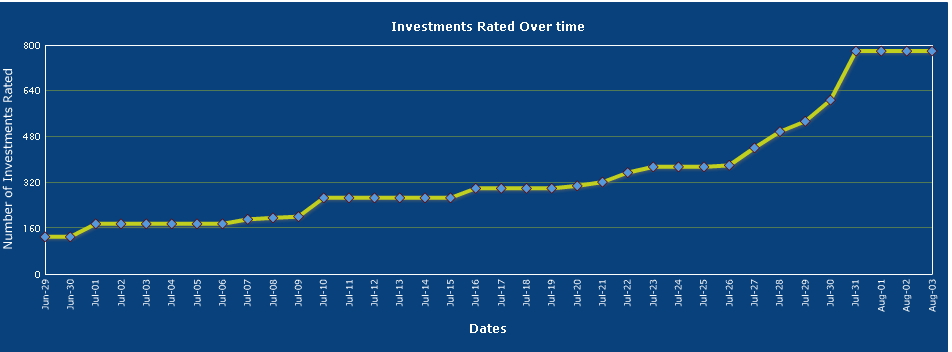 Investments Rated Over time
Number of Investments Rated
800
640
480
320
160
0
Jun-29
Jun-30
Jul-01
Jul-02
Jul-03
Jul-04
Jul-05
Jul-06
Jul-07
Jul-08
Jul-09
Jul-10
Jul-11
Jul-12
Jul-13
Jul-14
Jul-15
Jul-16
Jul-17
Jul-18
Jul-19
Jul-20
Jul-21
Jul-22
Jul-23
Jul-24
Jul-25
Jul-26
Jul-27
Jul-28
Jul-29
Jul-30
Jul-31
Aug-01
Aug-02
Aug-03
Dates